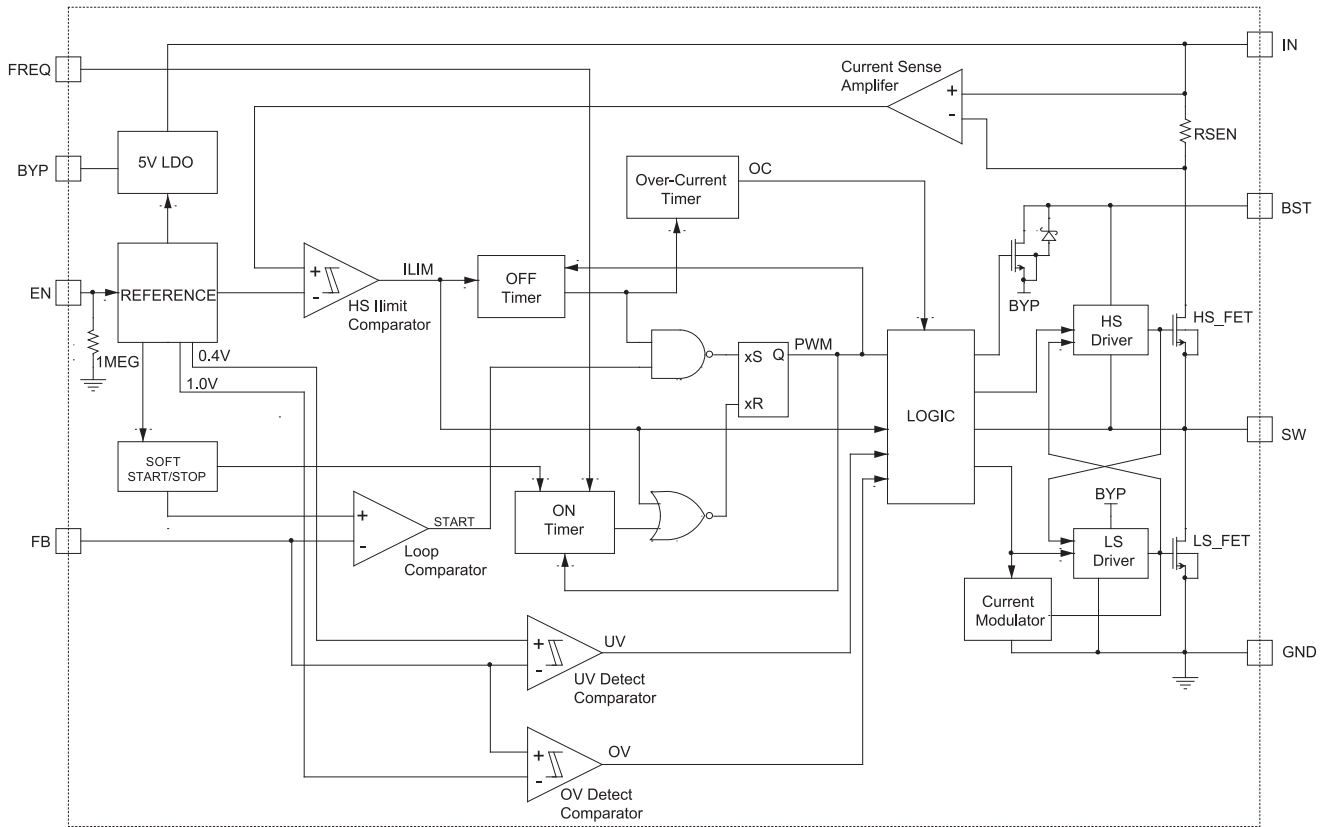 IN
FREQ
Current Sense
Amplifer
+
-
RSEN
5V LDO
BYP
Over-Current
Timer
OC
BST
REFERENCE
EN
+
-
ILIM
HS Ilimit
Comparator
OFF
Timer
BYP
HS
Driver
HS_FET
1MEG
0.4V
1.0V
xS
Q
xR
PWM
LOGIC
SW
SOFT
START/STOP
FB
+
-
START
Loop
Comparator
ON
Timer
BYP
LS
Driver
LS_FET
Current
Modulator
+
-
UV
UV Detect
Comparator
GND
+
-
OV
OV Detect
Comparator